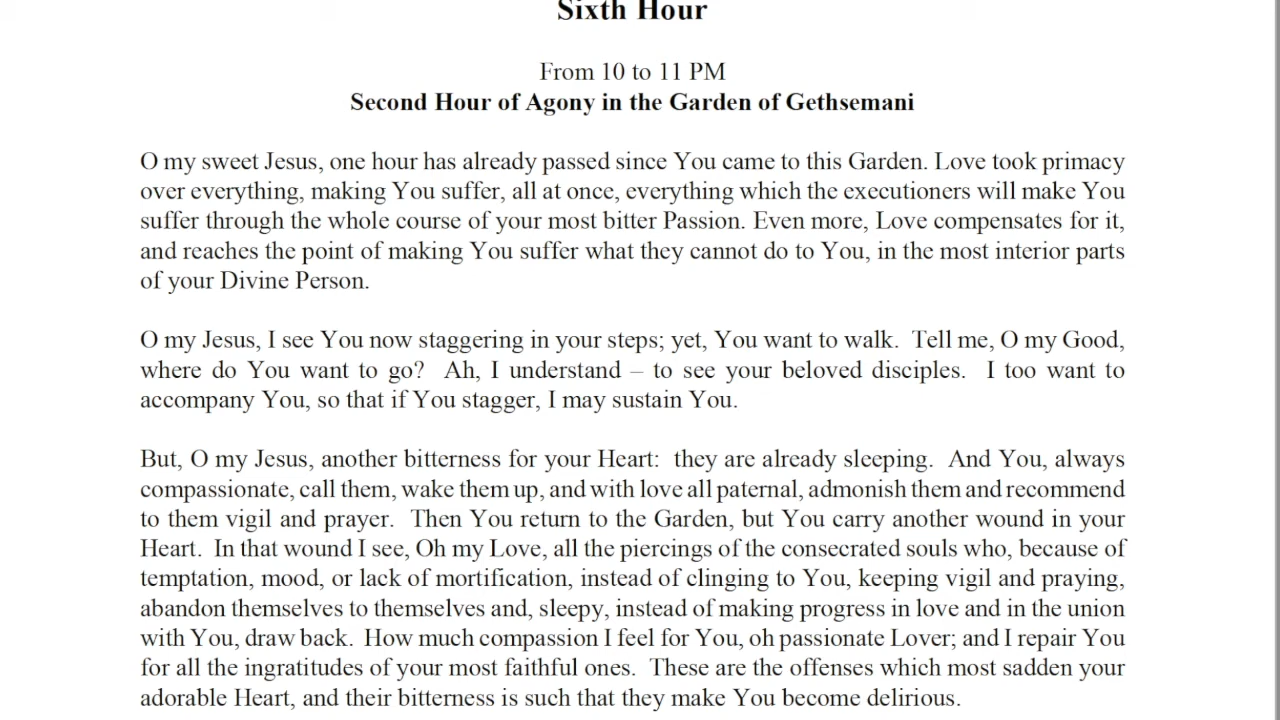 Sixth Hour
From 10 to 11 PM
Second Hour of Agony in the Garden of Gethsemani
O my sweet Jesus, one hour has already passed since You came to this Garden. Love took primacy
over everything, making You suffer, all at once, everything which the executioners will make You
suffer through the whole course of your most bitter Passion. Even more, Love compensates for it,
and reaches the point of making You suffer what they cannot do to You, in the most interior parts
of your Divine Person.
O my Jesus, I see You now staggering in your steps; yet, You want to walk. Tell me, O my Good,
where do You want to go? Ah, I understand – to see your beloved disciples. I too want to
accompany You, so that if You stagger, I may sustain You.
But, O my Jesus, another bitterness for your Heart: they are already sleeping. And You, always
compassionate, call them, wake them up, and with love all paternal, admonish them and recommend
to them vigil and prayer. Then You return to the Garden, but You carry another wound in your
Heart. In that wound I see, Oh my Love, all the piercings of the consecrated souls who, because of
temptation, mood, or lack of mortification, instead of clinging to You, keeping vigil and praying,
abandon themselves to themselves and, sleepy, instead of making progress in love and in the union
with You, draw back. How much compassion I feel for You, oh passionate Lover; and I repair You
for all the ingratitudes of your most faithful ones. These are the offenses which most sadden your
adorable Heart, and their bitterness is such that they make You become delirious.